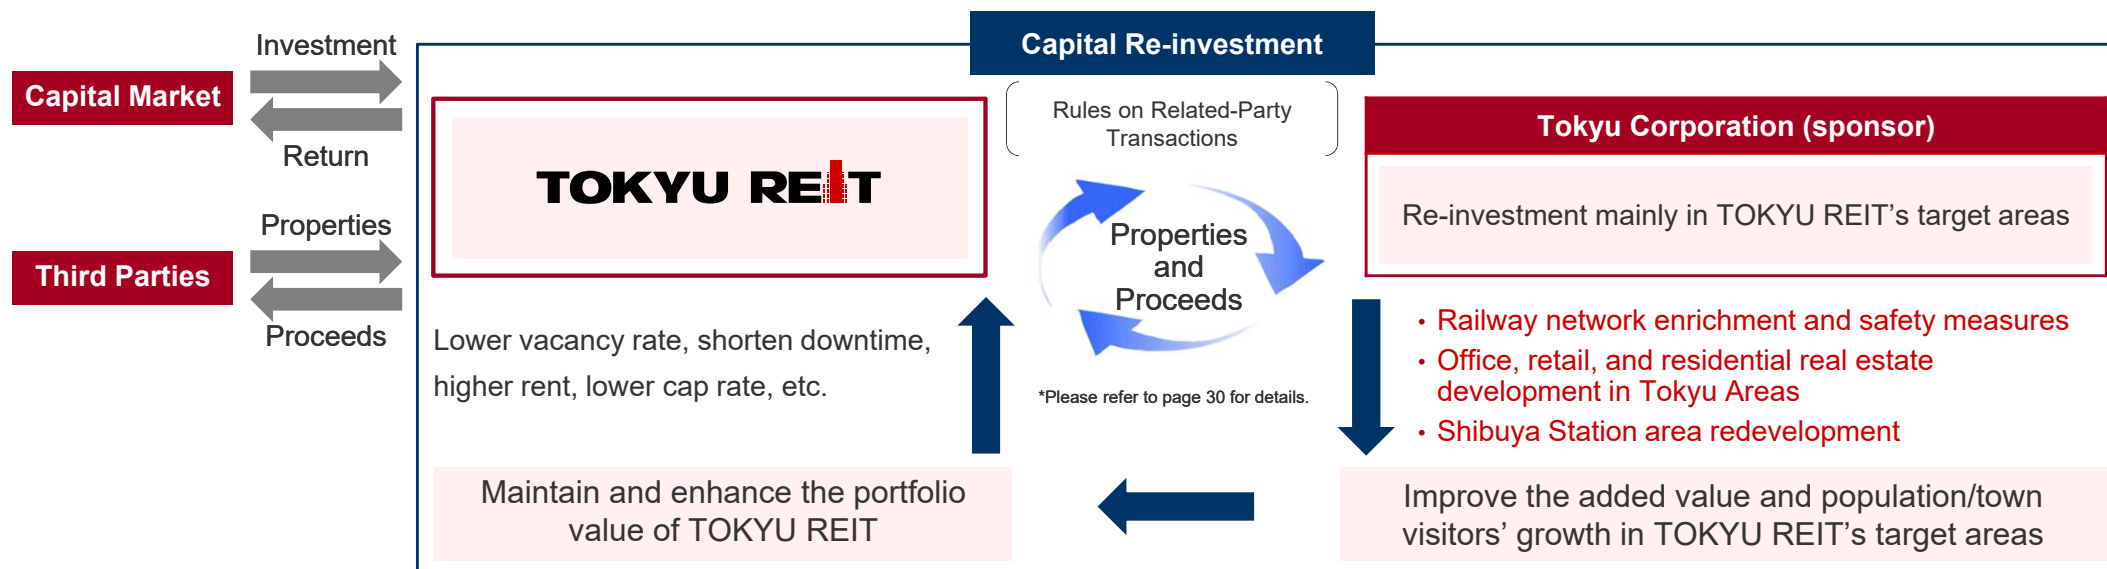 Capital Re-investment
Investment
Capital Market
Return
Properties
Third Parties
Proceeds
TOKYU REIT
Rules on Related-Party
Transactions
Properties
and
Proceeds
*Please refer to page 30 for details.
Tokyu Corporation (sponsor)
Re-investment mainly in TOKYU REIT’s target areas
• Railway network enrichment and safety measures
• Office, retail, and residential real estate
development in Tokyu Areas
• Shibuya Station area redevelopment
Lower vacancy rate, shorten downtime,
higher rent, lower cap rate, etc.
Maintain and enhance the portfolio
value of TOKYU REIT
Improve the added value and population/town
visitors’ growth in TOKYU REIT’s target areas